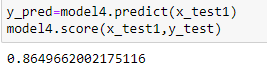 y_pred=model4.predict(x_test1)
model4.score(x_test1,y_test)
0.8649662002175116